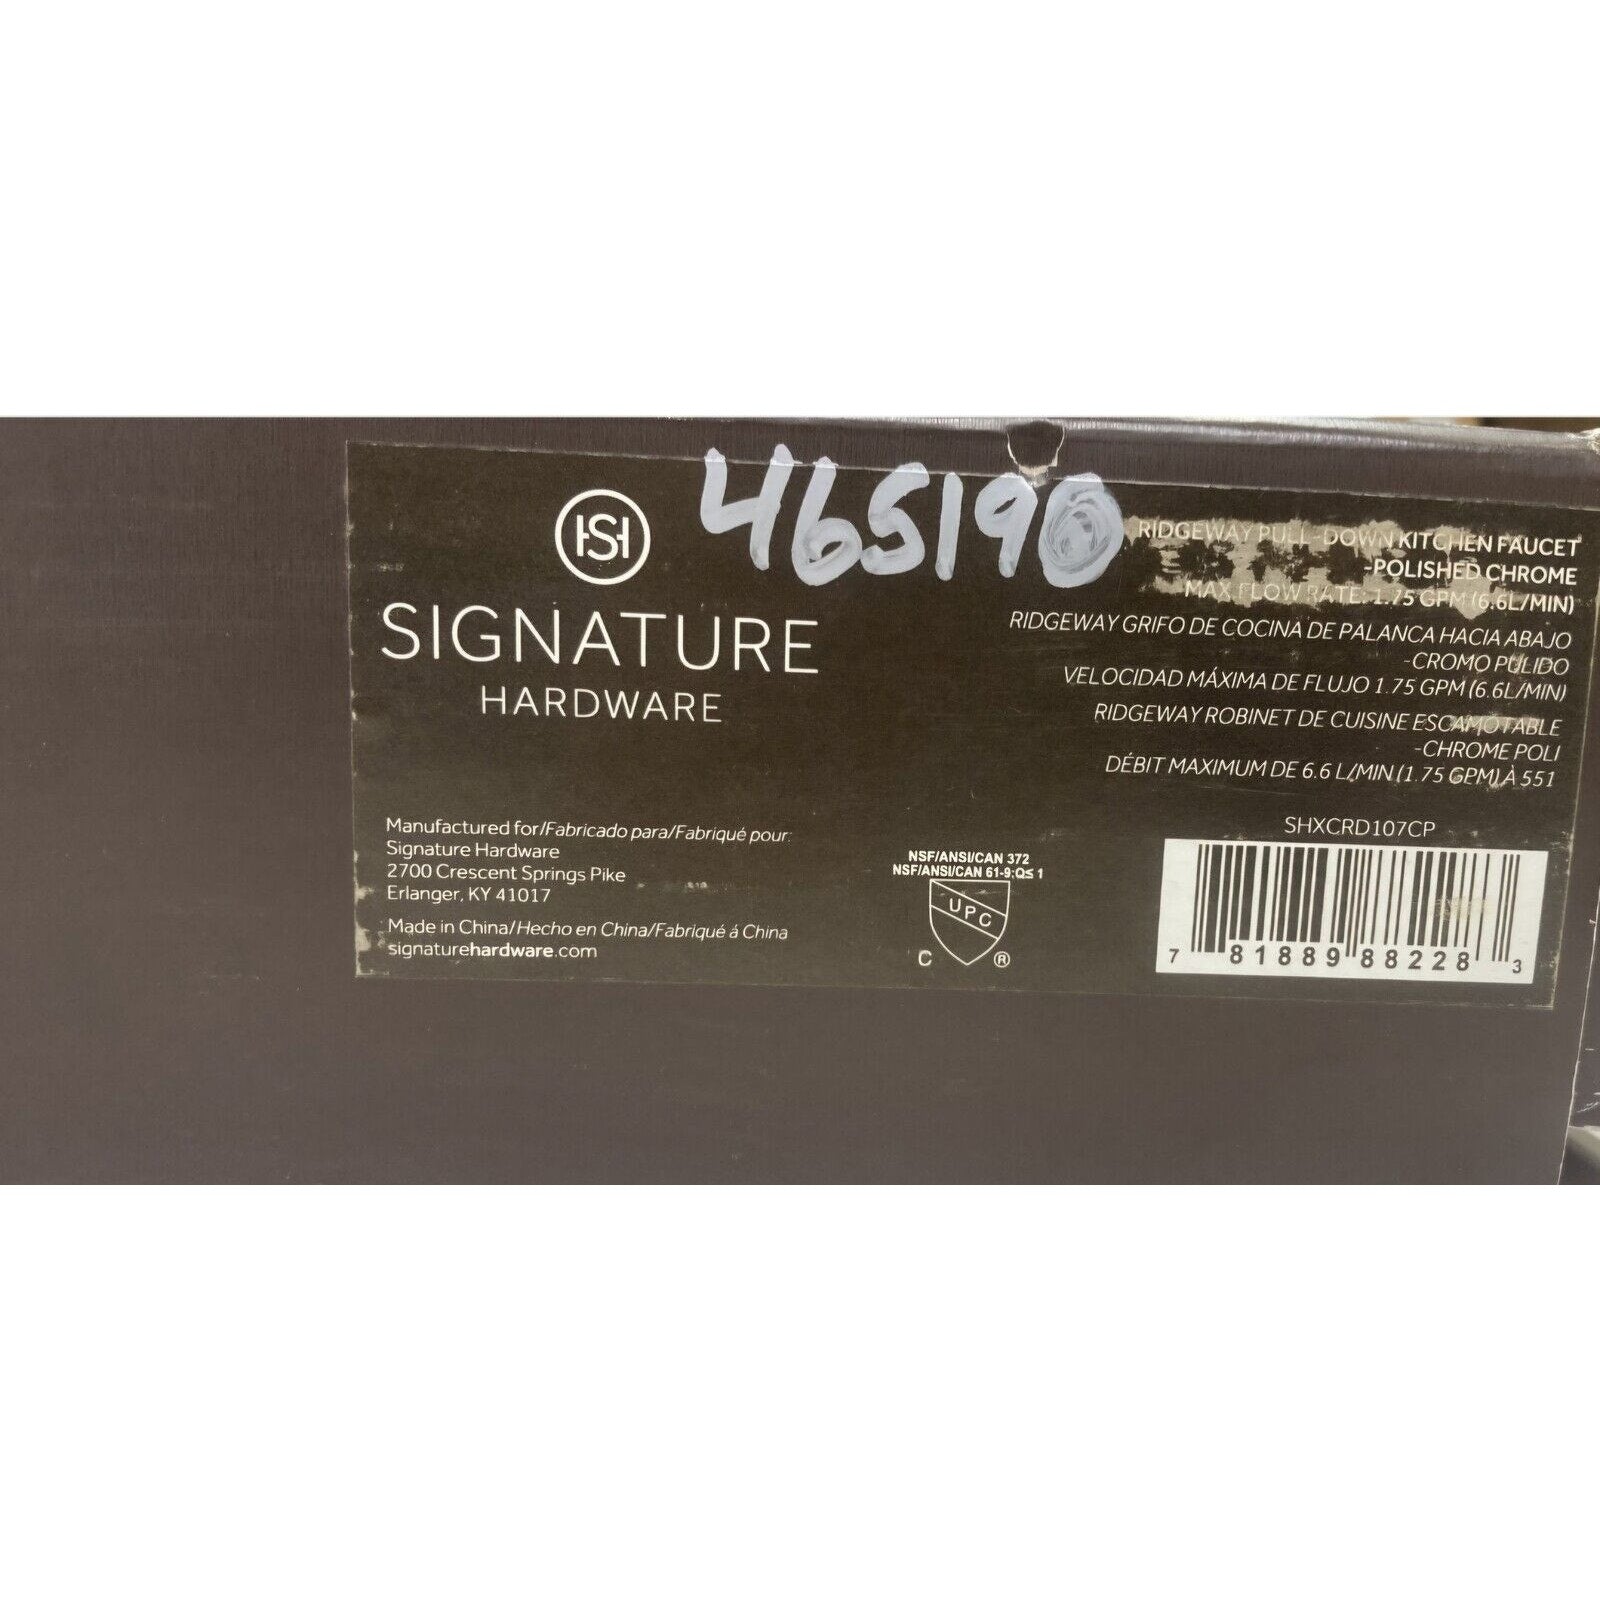 465190
SH
SIGNATURE
HARDWARE
RIDGEWAY PULL-DOWN KITCHEN FAUCET
-POLISHED CHROME
MAX FLOW RATE: 1.75 GPM (6.6L/MIN)
RIDGEWAY GRIFO DE COCINA DE PALANCA HACIA ABAJO
-CROMO PULIDO
VELOCIDAD MÁXIMA DE FLUJO 1.75 GPM (6.6L/MIN)
RIDGEWAY ROBINET DE CUISINE ESCAMOTABLE
-CHROME POLI
DÉBIT MAXIMUM DE 6.6 L/MIN (1.75 GPM) À 551
Manufactured for/Fabricado para/Fabriqué pour:
Signature Hardware
2700 Crescent Springs Pike
Erlanger, KY 41017
Made in China/Hecho en China/Fabriqué á China
signaturehardware.com
NSF/ANSI/CAN 372
NSF/ANSI/CAN 61-9:Q≤ 1
UPC
C ®
SHXCRD107CP
7 81889 88228 3